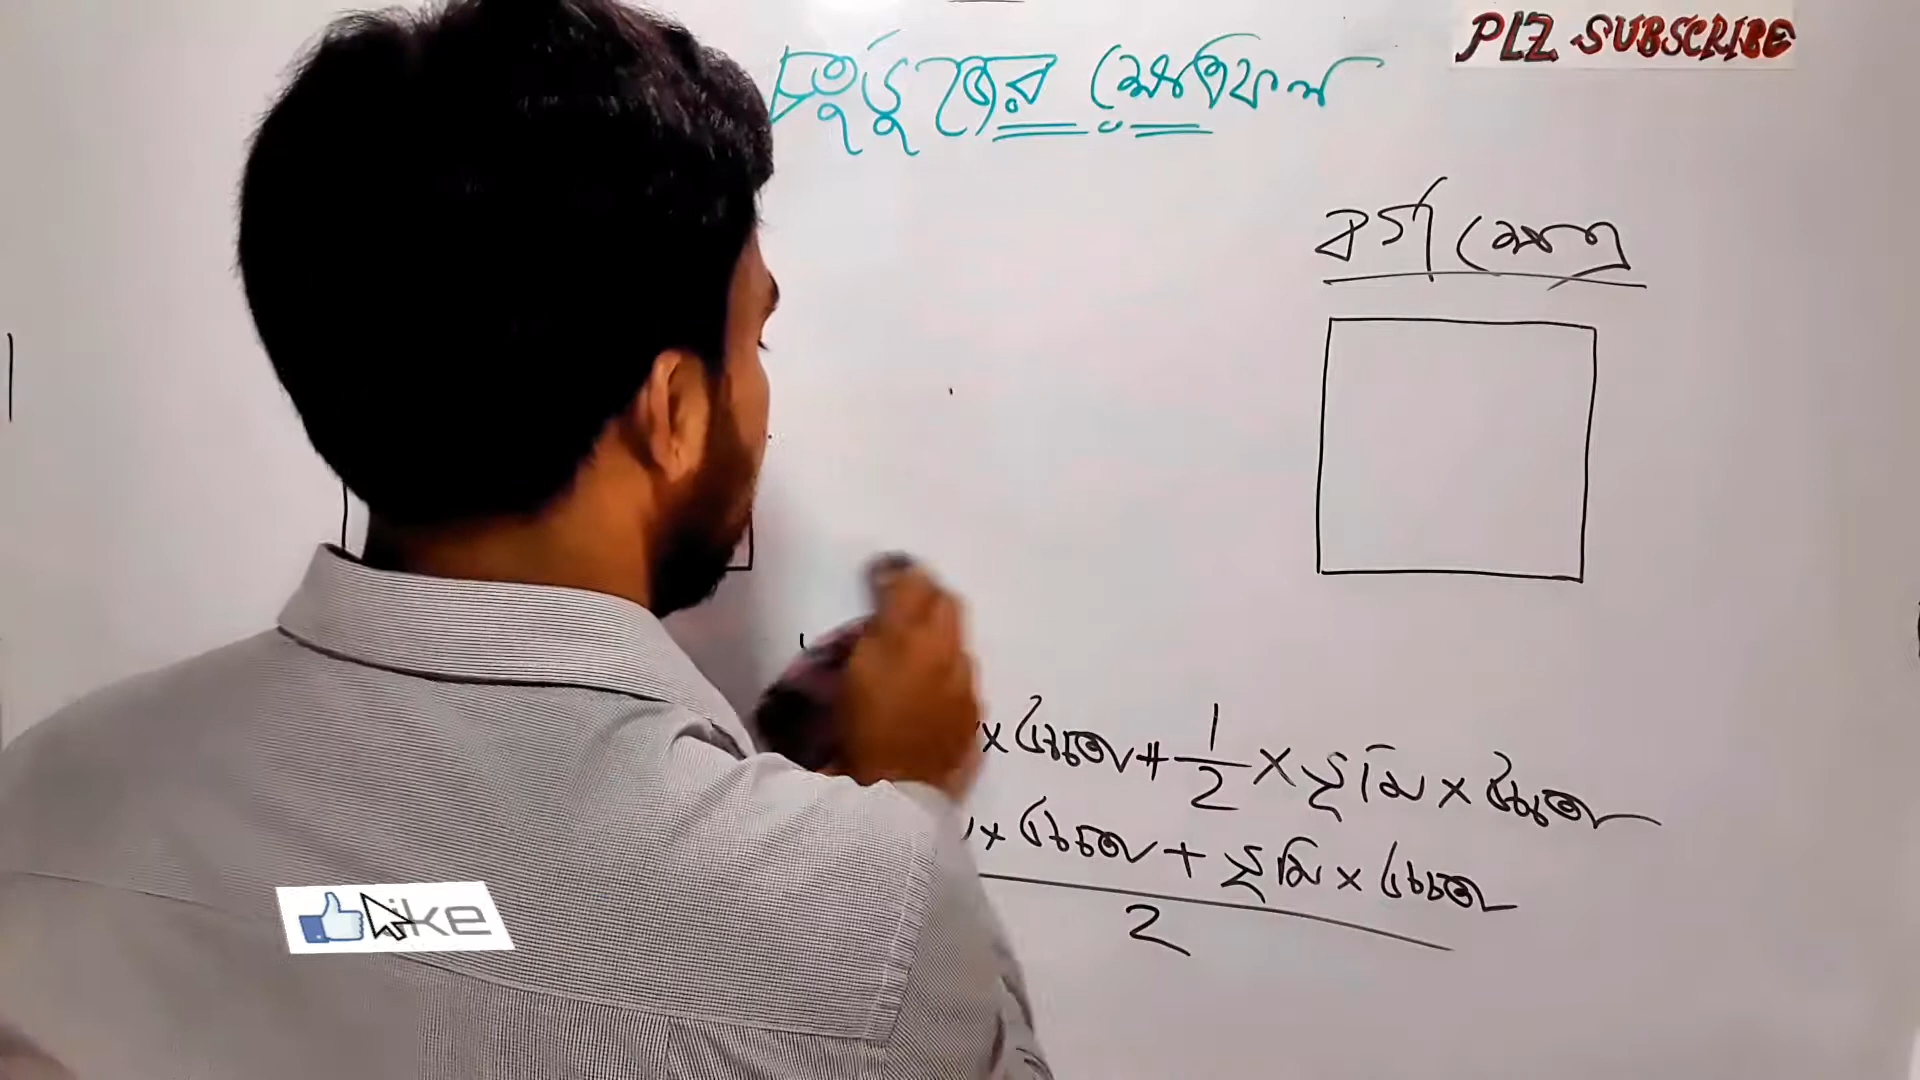 PLZ SUBSCRIBE
চতুর্ভুজের ক্ষেত্রফল
বর্গক্ষেত্র
× উচ্চতা + 1/2 × ভূমি × উচ্চতা
× উচ্চতা + ভূমি × উচ্চতা
2
Like